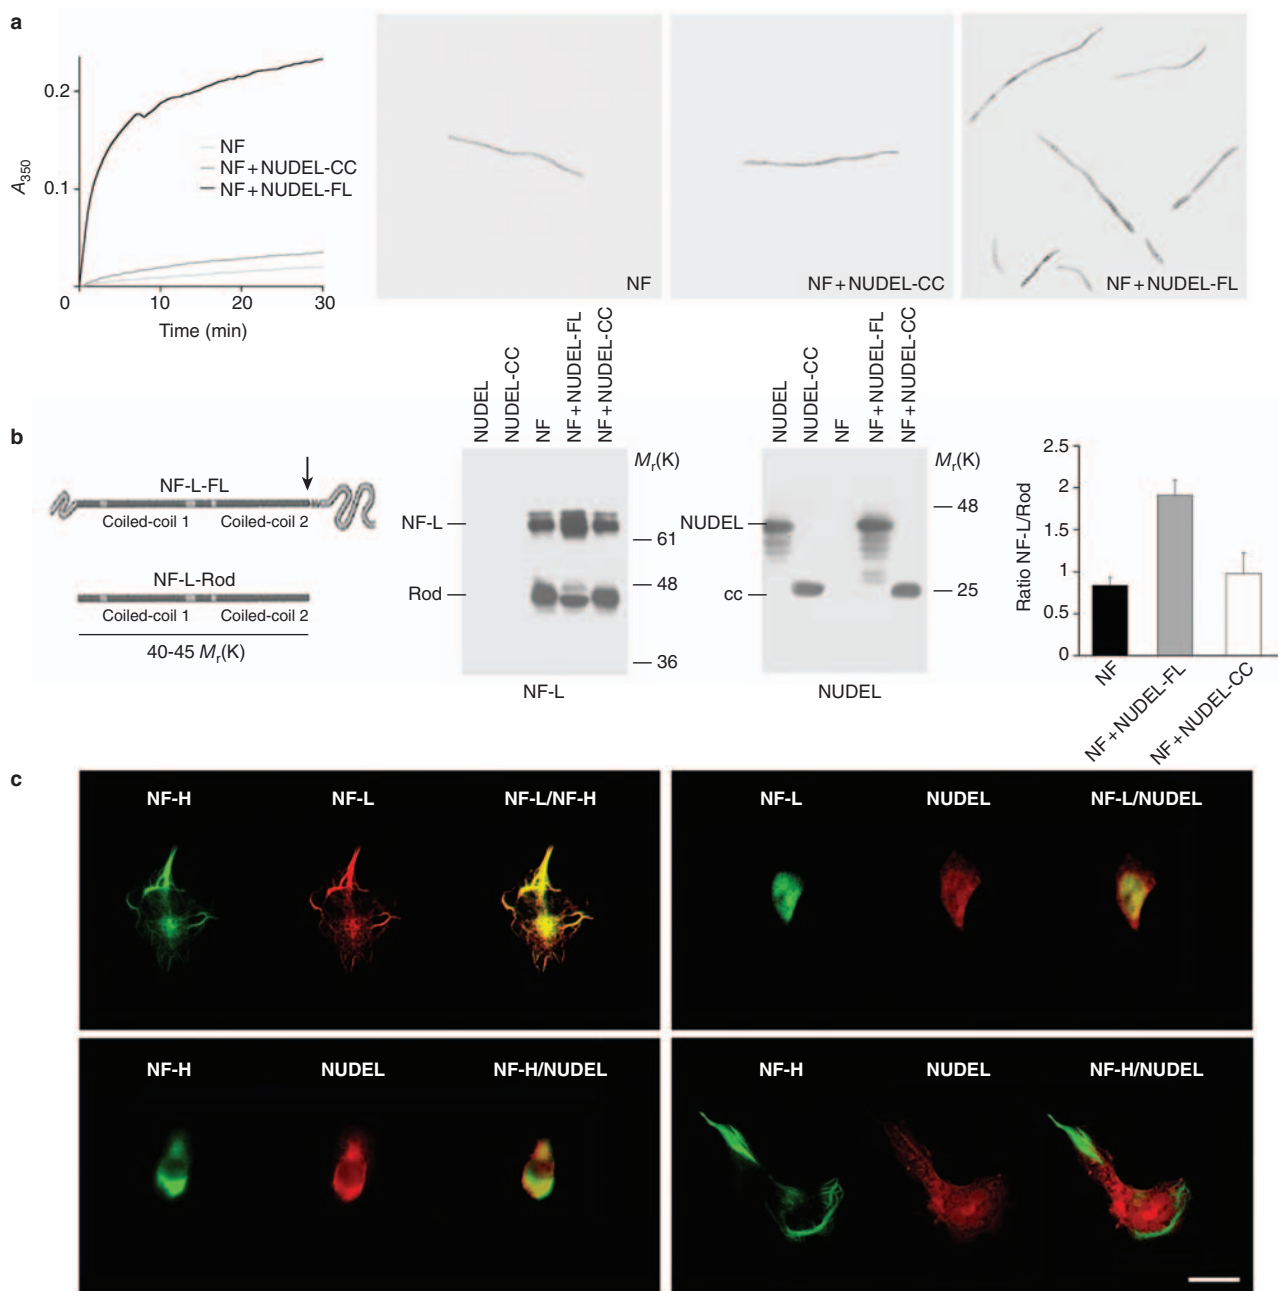 a
0.2
0.1
0
10
20
30
A350
Time (min)
NF
NF+NUDEL-CC
NF+NUDEL-FL
NF
NF+NUDEL-CC
NF+NUDEL-FL
b
NF-L-FL
Coiled-coil 1
Coiled-coil 2
NF-L-Rod
Coiled-coil 1
Coiled-coil 2
40-45 Mr(K)
NUDEL
NUDEL-CC
NF
NF+NUDEL-FL
NF+NUDEL-CC
Mr(K)
NF-L
61
48
Rod
36
NF-L
NUDEL
NUDEL-CC
NF
NF+NUDEL-FL
NF+NUDEL-CC
Mr(K)
48
NUDEL
25
cc
NUDEL
Ratio NF-L/Rod
2.5
2
1.5
1
0.5
0
NF
NF+NUDEL-FL
NF+NUDEL-CC
c
NF-H
NF-L
NF-L/NF-H
NF-L
NUDEL
NF-L/NUDEL
NF-H
NUDEL
NF-H/NUDEL
NF-H
NUDEL
NF-H/NUDEL